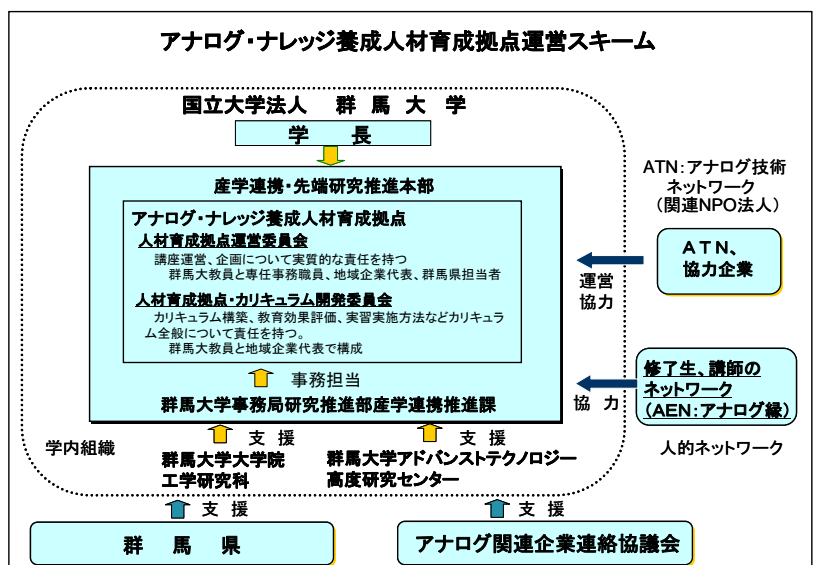 アナログ・ナレッジ養成人材育成拠点運営スキーム
国立大学法人 群 馬 大 学
学 長
産学連携・先端研究推進本部
アナログ・ナレッジ養成人材育成拠点
人材育成拠点運営委員会
講座運営、企画について実質的な責任を持つ
群馬大教員と専任事務職員、地域企業代表、群馬県担当者
人材育成拠点・カリキュラム開発委員会
カリキュラム構築、教育効果評価、実習実施方法などカリキュラ
ム全般について責任を持つ。
群馬大教員と地域企業代表で構成
事務担当
群馬大学事務局研究推進部産学連携推進課
ATN:アナログ技術
ネットワーク
(関連NPO法人)
ATN、
協力企業
運営
協力
修了生、講師の
ネットワーク
(AEN:アナログ縁)
協 力
人的ネットワーク
学内組織
支 援
群馬大学大学院
工学研究科
支 援
群馬大学アドバンストテクノロジー
高度研究センター
支 援
群 馬 県
支 援
アナログ関連企業連絡協議会